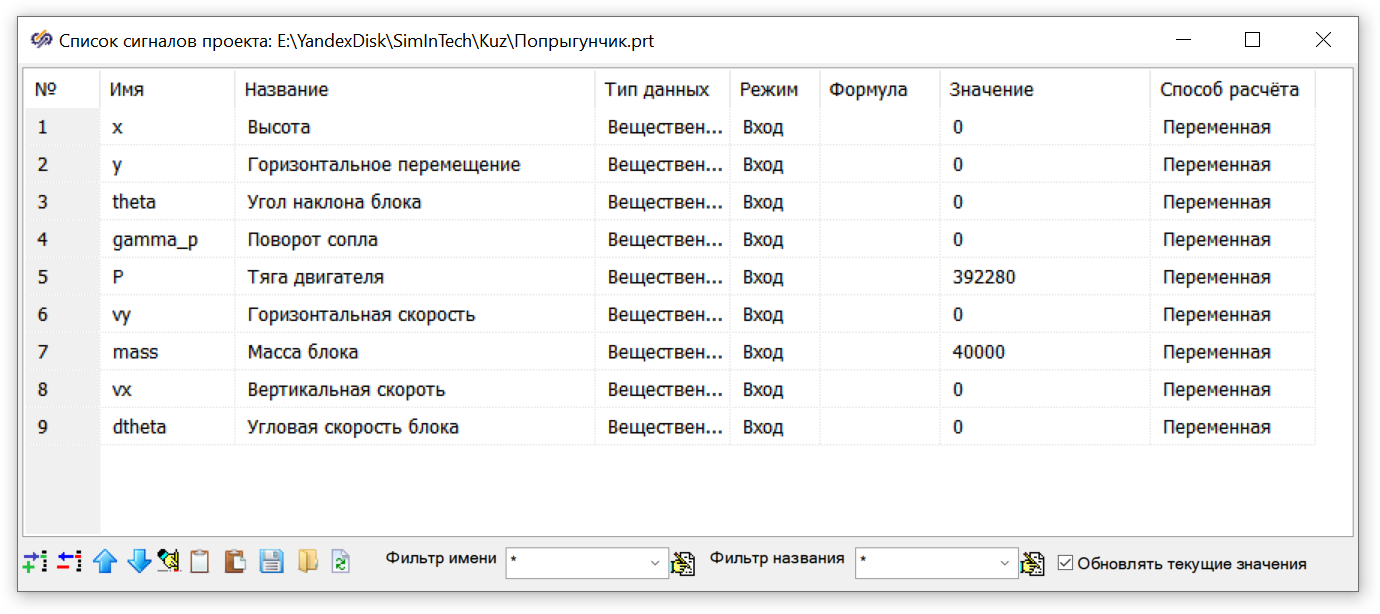 Список сигналов проекта: E:\YandexDisk\SimInTech\Kuz\Попрыгунчик.prt
№ Имя Название Тип данных Режим Формула Значение Способ расчёта
1 x Высота Веществен... Вход 0 Переменная
2 y Горизонтальное перемещение Веществен... Вход 0 Переменная
3 theta Угол наклона блока Веществен... Вход 0 Переменная
4 gamma_p Поворот сопла Веществен... Вход 0 Переменная
5 P Тяга двигателя Веществен... Вход 392280 Переменная
6 vy Горизонтальная скорость Веществен... Вход 0 Переменная
7 mass Масса блока Веществен... Вход 40000 Переменная
8 vx Вертикальная скороть Веществен... Вход 0 Переменная
9 dtheta Угловая скорость блока Веществен... Вход 0 Переменная
Фильтр имени * Фильтр названия * Обновлять текущие значения